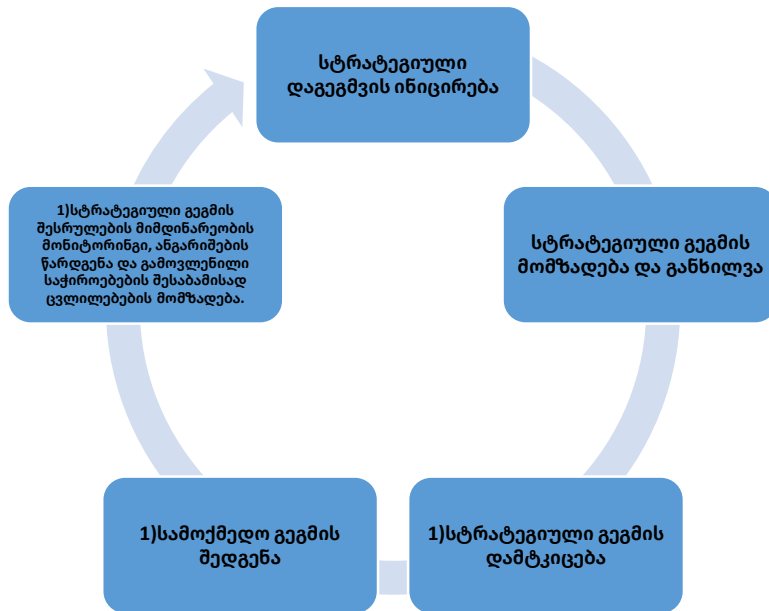 სტრატეგიული
დაგეგმვის ინიცირება
სტრატეგიული გეგმის
მომზადება და განხილვა
1)სტრატეგიული გეგმის
დამტკიცება
1)სამოქმედო გეგმის
შედგენა
1)სტრატეგიული გეგმის
შესრულების მიმდინარეობის
მონიტორინგი, ანგარიშების
წარდგენა და გამოვლენილი
საჭიროებების შესაბამისად
ცვლილებების მომზადება.